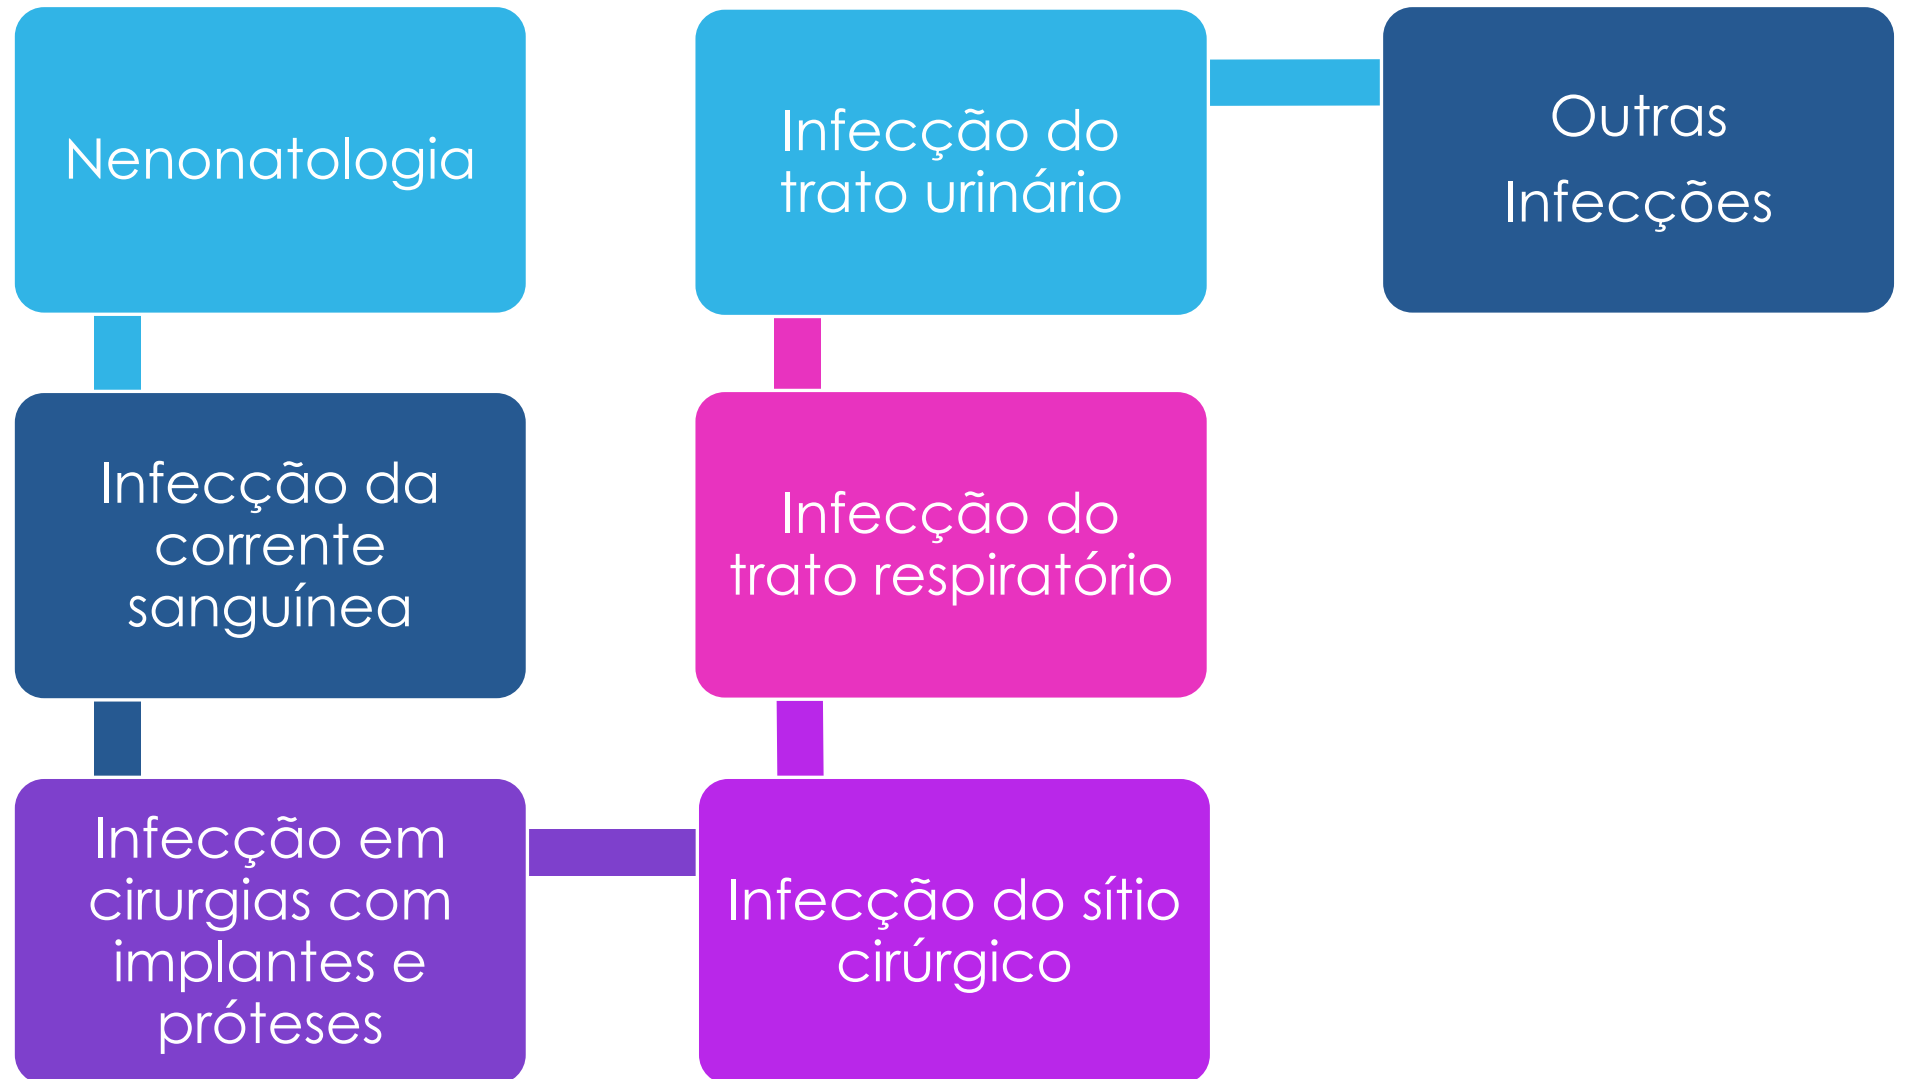 Nenonatologia
Infecção da
corrente
sanguínea
Infecção em
cirurgias com
implantes e
próteses
Infecção do sítio
cirúrgico
Infecção do
trato respiratório
Infecção do
trato urinário
Outras
Infecções